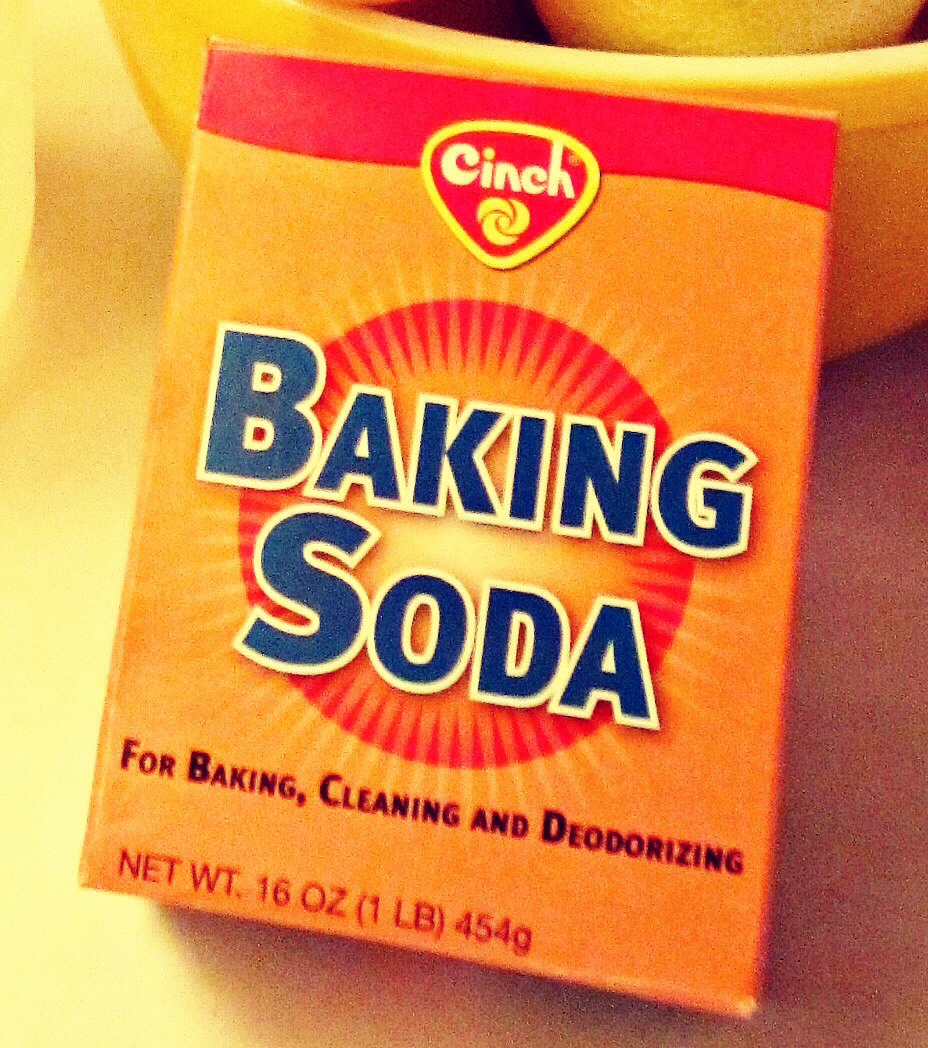 Cinch®
BAKING
SODA
FOR BAKING, CLEANING AND DEODORIZING
NET WT. 16 OZ (1 LB) 454g